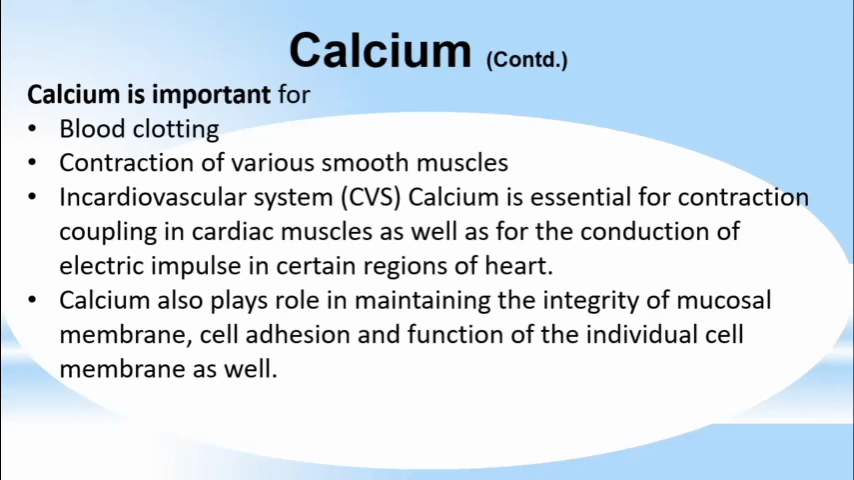 Calcium (Contd.)
Calcium is important for
• Blood clotting
• Contraction of various smooth muscles
• Incardiovascular system (CVS) Calcium is essential for contraction
coupling in cardiac muscles as well as for the conduction of
electric impulse in certain regions of heart.
• Calcium also plays role in maintaining the integrity of mucosal
membrane, cell adhesion and function of the individual cell
membrane as well.